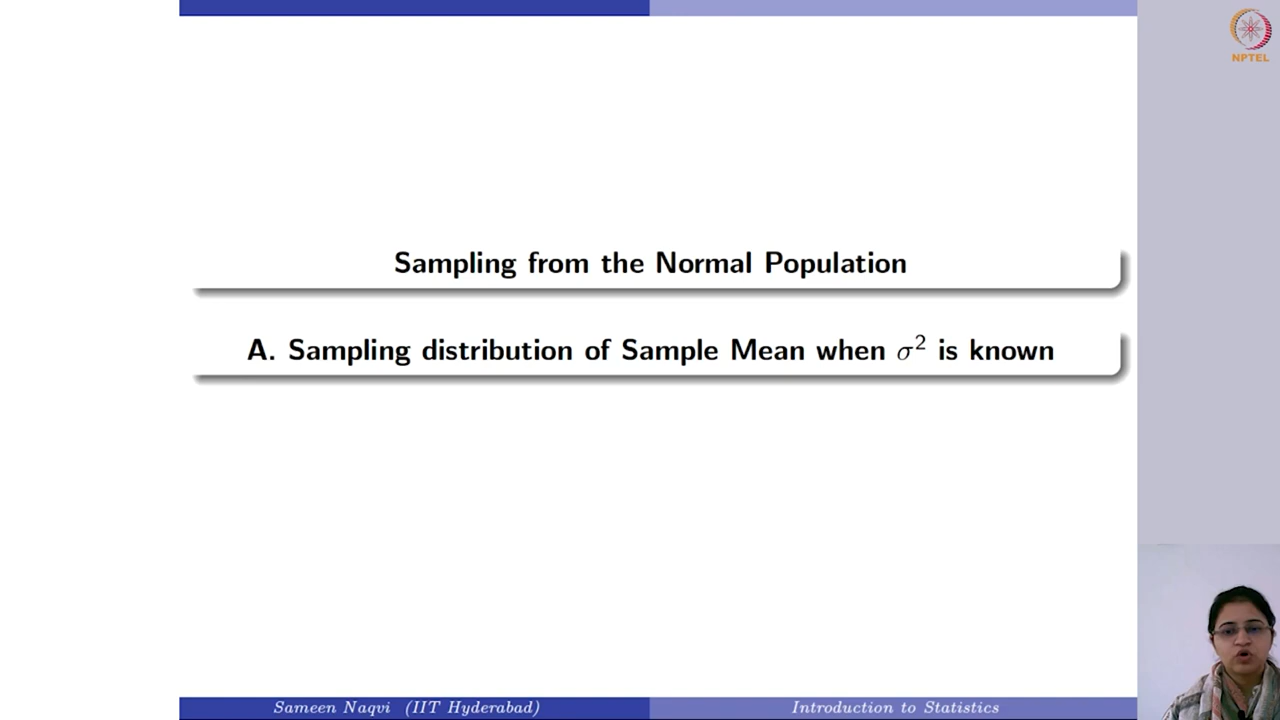 NPTEL
Sampling from the Normal Population
A. Sampling distribution of Sample Mean when σ² is known
Sameen Naqvi (IIT Hyderabad)
Introduction to Statistics